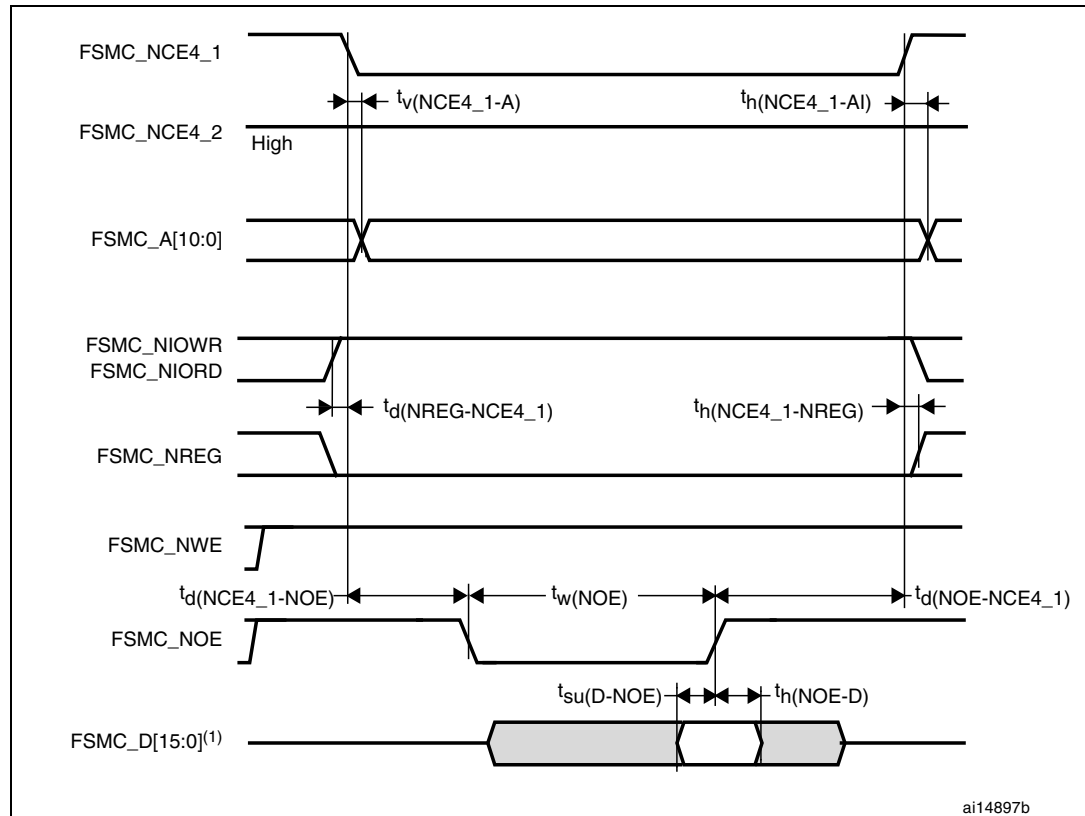 FSMC_NCE4_1
tv(NCE4_1-A)
th(NCE4_1-AI)
FSMC_NCE4_2
High
FSMC_A[10:0]
FSMC_NIOWR
FSMC_NIORD
td(NREG-NCE4_1)
th(NCE4_1-NREG)
FSMC_NREG
FSMC_NWE
td(NCE4_1-NOE)
tw(NOE)
td(NOE-NCE4_1)
FSMC_NOE
tsu(D-NOE)
th(NOE-D)
FSMC_D[15:0](1)
ai14897b